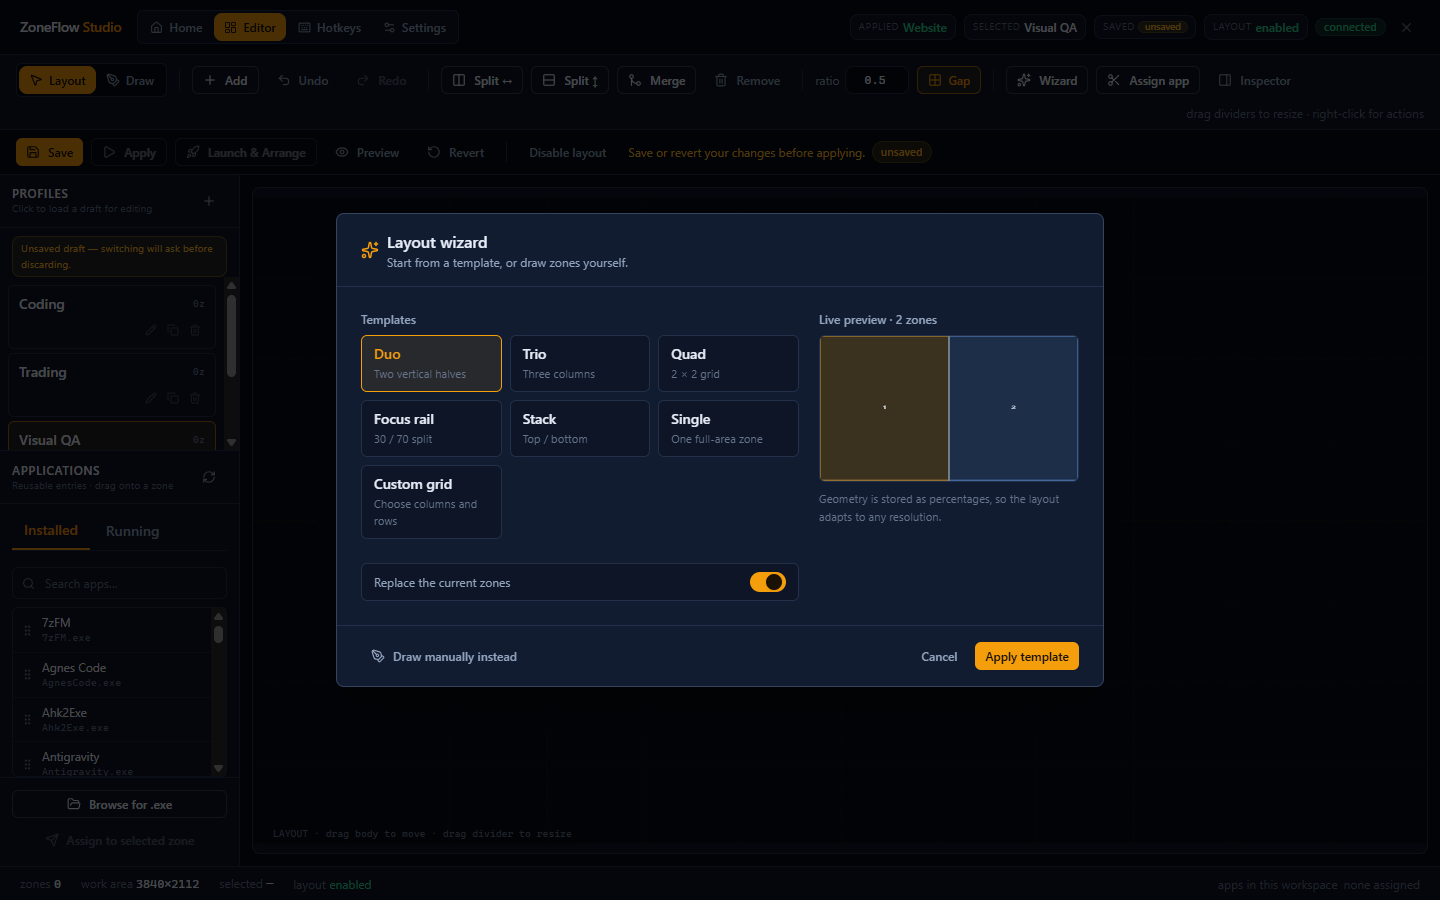 ZoneFlow Studio
Home
Editor
Hotkeys
Settings
APPLIED Website
SELECTED Visual QA
SAVED unsaved
LAYOUT enabled
connected
Layout
Draw
Add
Undo
Redo
Split ↔
Split ↕
Merge
Remove
ratio 0.5
Gap
Wizard
Assign app
Inspector
drag dividers to resize · right-click for actions
Save
Apply
Launch & Arrange
Preview
Revert
Disable layout
Save or revert your changes before applying.
unsaved
PROFILES
Click to load a draft for editing
Unsaved draft — switching will ask before
discarding.
Coding 0z
Trading 0z
Visual QA 0z
APPLICATIONS
Reusable entries · drag onto a zone
Installed
Running
Search apps...
7zFM
7zFM.exe
Agnes Code
AgnesCode.exe
Ahk2Exe
Ahk2Exe.exe
Antigravity
Antigravity.exe
Browse for .exe
Assign to selected zone
Layout wizard
Start from a template, or draw zones yourself.
Templates
Duo
Two vertical halves
Trio
Three columns
Quad
2 × 2 grid
Focus rail
30 / 70 split
Stack
Top / bottom
Single
One full-area zone
Custom grid
Choose columns and
rows
Replace the current zones
Live preview · 2 zones
1
2
Geometry is stored as percentages, so the layout
adapts to any resolution.
Draw manually instead
Cancel
Apply template
LAYOUT · drag body to move · drag divider to resize
zones 0
work area 3840×2112
selected —
layout enabled
apps in this workspace none assigned